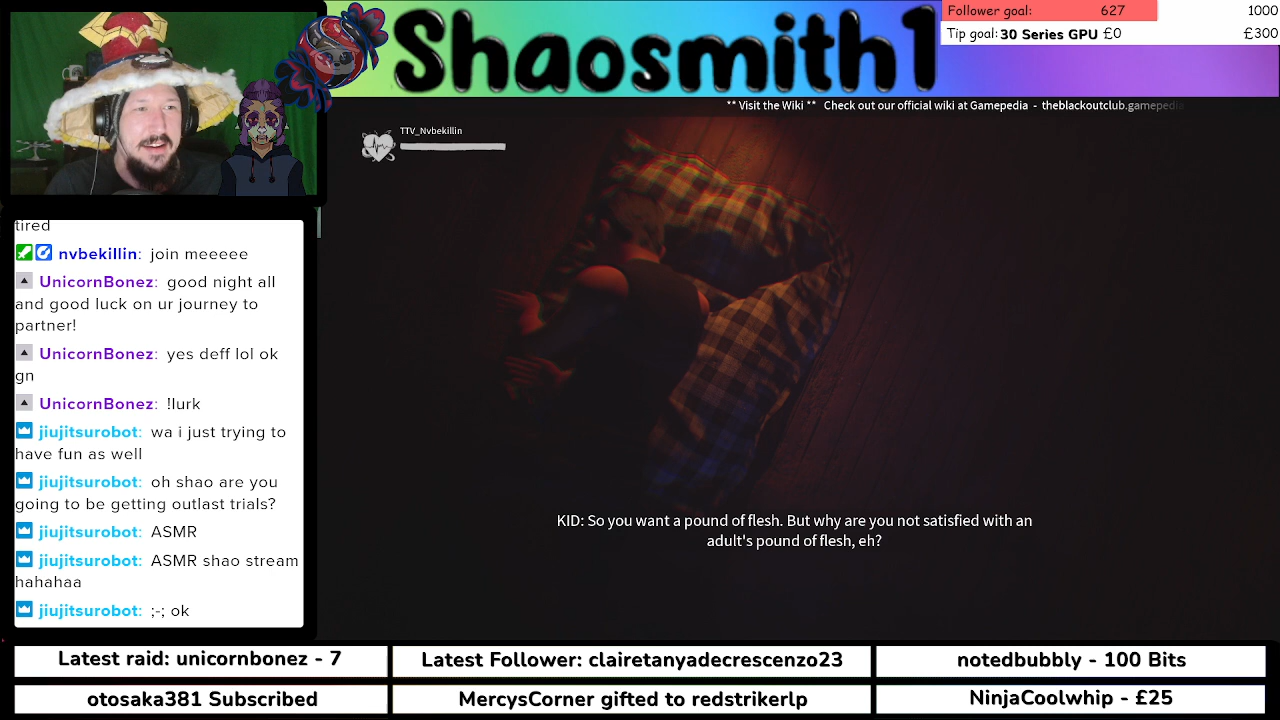 Shaosmith1
Follower goal: 627 1000
Tip goal: 30 Series GPU £0 £300
** Visit the Wiki ** Check out our official wiki at Gamepedia - theblackoutclub.gamepedia
TTV_Nvbekillin
tired
nvbekillin: join meeeee
UnicornBonez: good night all
and good luck on ur journey to
partner!
UnicornBonez: yes deff lol ok
gn
UnicornBonez: !lurk
jiujitsurobot: wa i just trying to
have fun as well
jiujitsurobot: oh shao are you
going to be getting outlast trials?
jiujitsurobot: ASMR
jiujitsurobot: ASMR shao stream
hahahaa
jiujitsurobot: ;-; ok
KID: So you want a pound of flesh. But why are you not satisfied with an
adult's pound of flesh, eh?
Latest raid: unicornbonez - 7
Latest Follower: clairetanyadecrescenzo23
notedbubbly - 100 Bits
otosaka381 Subscribed
MercysCorner gifted to redstrikerlp
NinjaCoolwhip - £25